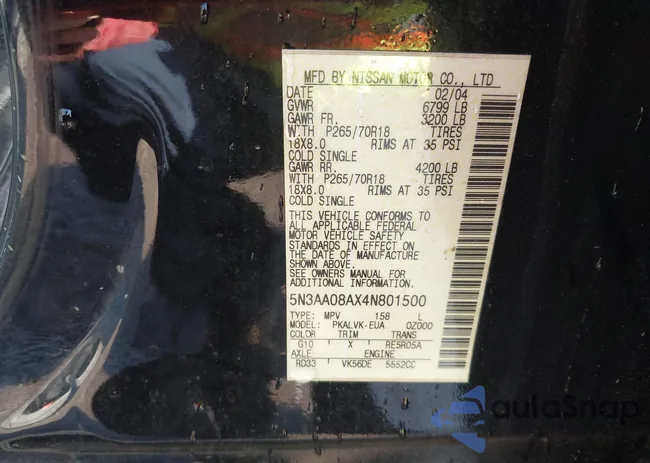 MFD BY NISSAN MOTOR CO., LTD
DATE 02/04
GVWR 6799 LB
GAWR FR. 3200 LB
WITH P265/70R18 TIRES
18X8.0 RIMS AT 35 PSI
COLD SINGLE
GAWR RR. 4200 LB
WITH P265/70R18 TIRES
18X8.0 RIMS AT 35 PSI
COLD SINGLE
THIS VEHICLE CONFORMS TO
ALL APPLICABLE FEDERAL
MOTOR VEHICLE SAFETY
STANDARDS IN EFFECT ON
THE DATE OF MANUFACTURE
SHOWN ABOVE.
SEE OWNERS MANUAL FOR
ADDITIONAL INFORMATION.
5N3AA08AX4N801500
TYPE: MPV 158 L
MODEL: PKALVK-EUA 0Z000
COLOR TRIM TRANS
G10 X RE5R05A
AXLE ENGINE
RD33 VK56DE 5552CC
autoSnap